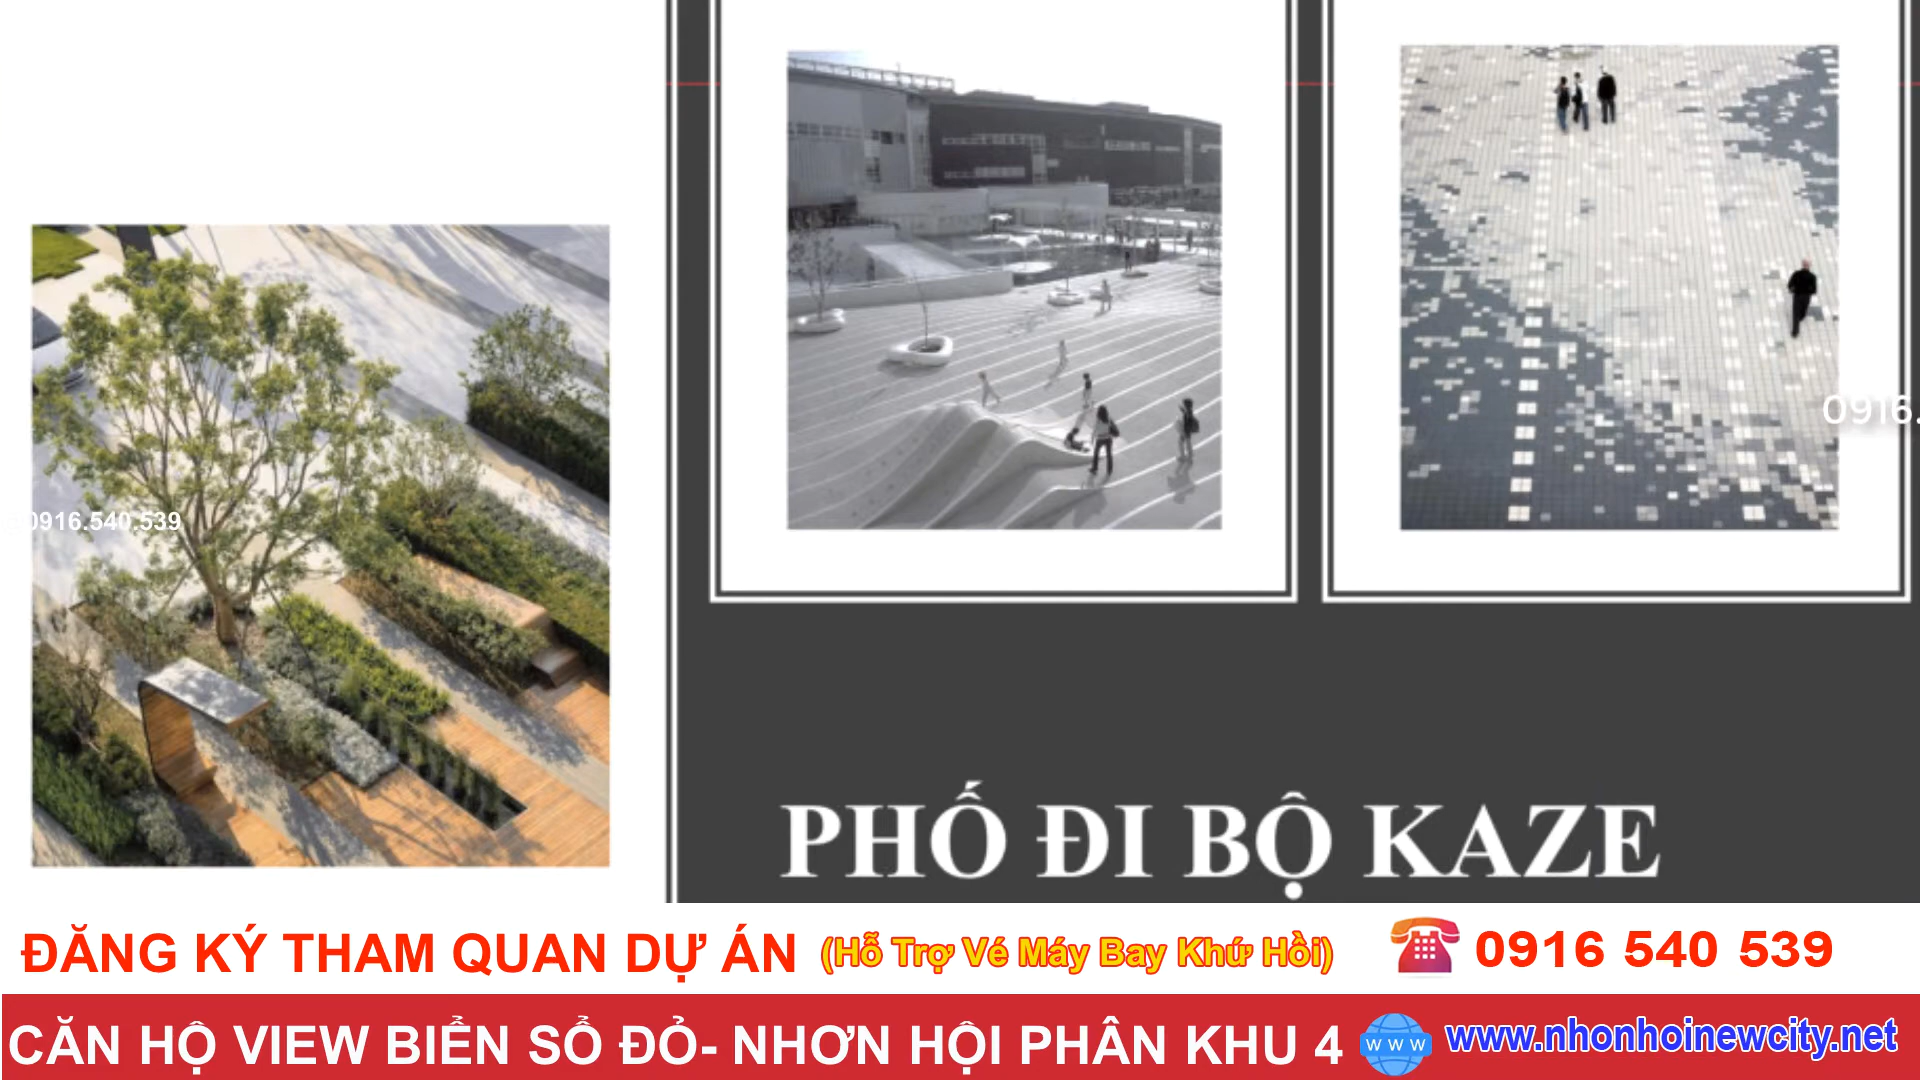 0916.
0916.540.539
PHỐ ĐI BỘ KAZE
ĐĂNG KÝ THAM QUAN DỰ ÁN (Hỗ Trợ Vé Máy Bay Khứ Hồi) 0916 540 539
CĂN HỘ VIEW BIỂN SỔ ĐỎ- NHƠN HỘI PHÂN KHU 4 www www.nhonhoinewcity.net